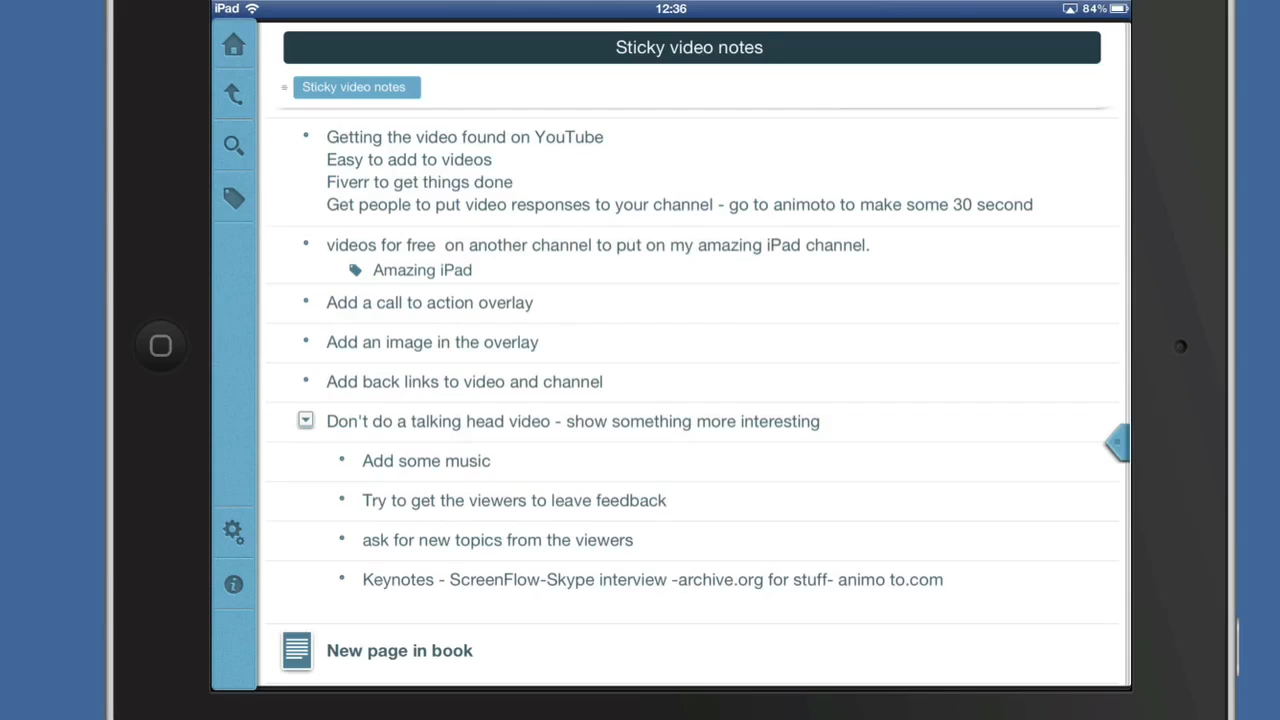 iPad 12:36 84%
Sticky video notes
Sticky video notes
Getting the video found on YouTube
Easy to add to videos
Fiverr to get things done
Get people to put video responses to your channel - go to animoto to make some 30 second
videos for free  on another channel to put on my amazing iPad channel.
Amazing iPad
Add a call to action overlay
Add an image in the overlay
Add back links to video and channel
Don't do a talking head video - show something more interesting
Add some music
Try to get the viewers to leave feedback
ask for new topics from the viewers
Keynotes - ScreenFlow-Skype interview -archive.org for stuff- animo to.com
New page in book